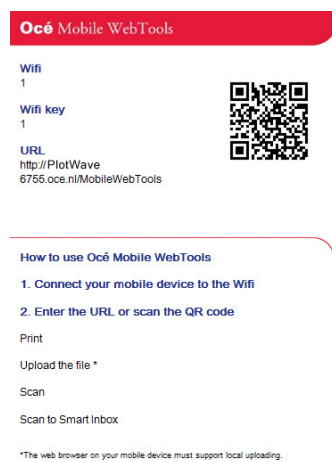 Océ Mobile WebTools
Wifi
1
Wifi key
1
URL
http://PlotWave
6755.oce.nl/MobileWebTools
How to use Océ Mobile WebTools
1. Connect your mobile device to the Wifi
2. Enter the URL or scan the QR code
Print
Upload the file *
Scan
Scan to Smart Inbox
*The web browser on your mobile device must support local uploading.